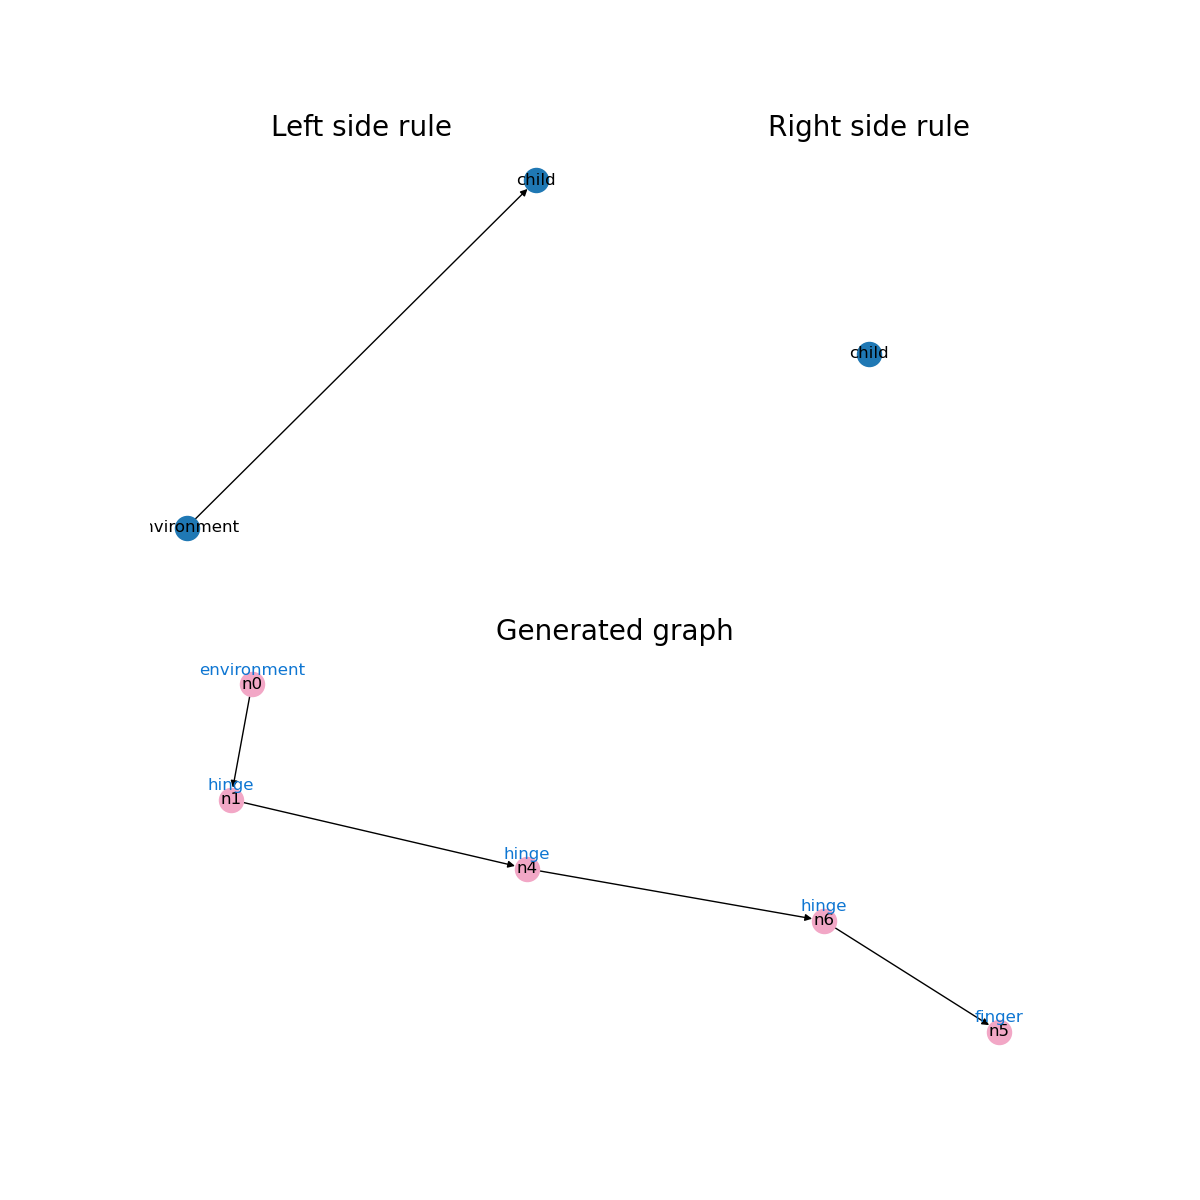 Left side rule
Right side rule
child
child
nvironment
Generated graph
environment
n0
hinge
n1
hinge
n4
hinge
n6
finger
n5